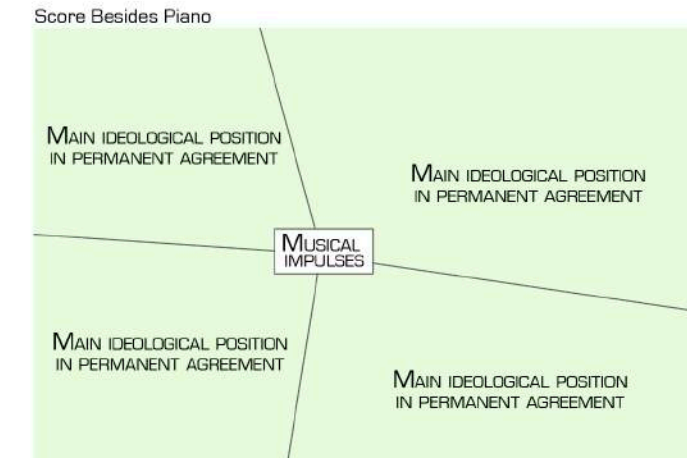 Score Besides Piano
MAIN IDEOLOGICAL POSITION
IN PERMANENT AGREEMENT
MAIN IDEOLOGICAL POSITION
IN PERMANENT AGREEMENT
MUSICAL
IMPULSES
MAIN IDEOLOGICAL POSITION
IN PERMANENT AGREEMENT
MAIN IDEOLOGICAL POSITION
IN PERMANENT AGREEMENT